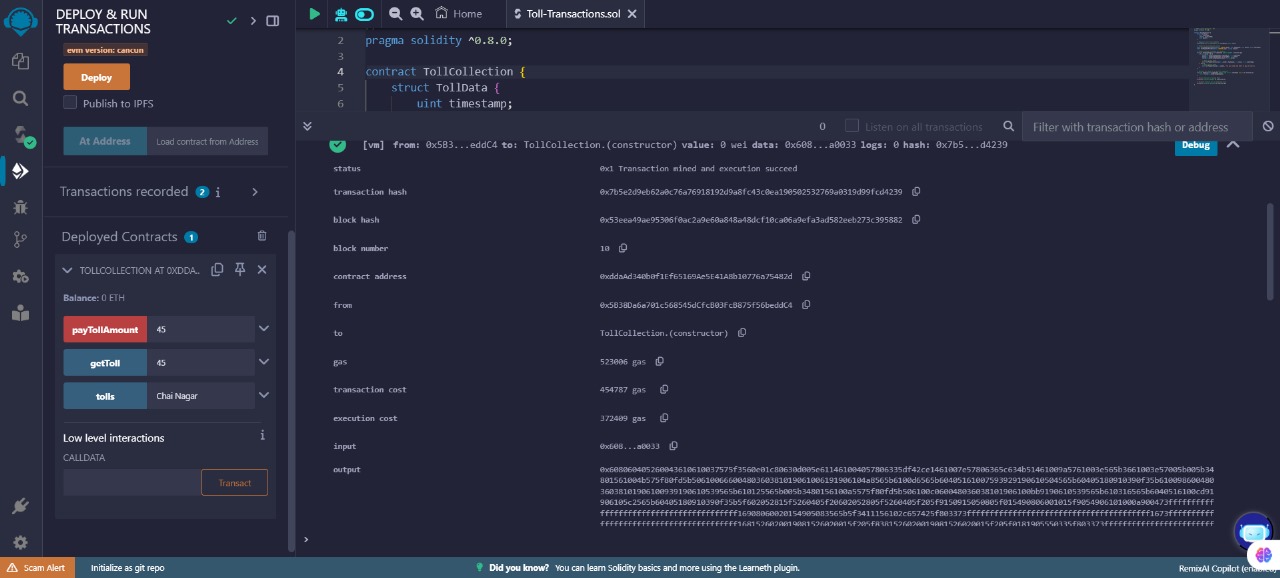 DEPLOY & RUN
TRANSACTIONS
evm version: cancun
Deploy
Publish to IPFS
At Address
Load contract from Address
Transactions recorded 2 i
Deployed Contracts 1
TOLLCOLLECTION AT 0XDDA...
Balance: 0 ETH
payTollAmount 45
getToll 45
tolls Chai Nagar
Low level interactions i
CALLDATA
Transact
Home
Toll-Transactions.sol
2 pragma solidity ^0.8.0;
3
4 contract TollCollection {
5 struct TollData {
6 uint timestamp;
0 Listen on all transactions Filter with transaction hash or address
[vm] from: 0x5B3...eddC4 to: TollCollection.(constructor) value: 0 wei data: 0x608...a0033 logs: 0 hash: 0x7b5...d4239 Debug
status 0x1 Transaction mined and execution succeed
transaction hash 0x7b5e2d9eb62a0c76a76918192d9a8fc43c0ea190502532769a0319d99fcd4239
block hash 0x53eea49ae95306f0ac2a9e60a848a48dcf10ca06a9efa3ad582eeb273c395882
block number 10
contract address 0xddaAd340b0f1Ef65169Ae5E41A8b10776a75482d
from 0x5B38Da6a701c568545dCfcB03FcB875f56beddC4
to TollCollection.(constructor)
gas 523006 gas
transaction cost 454787 gas
execution cost 372409 gas
input 0x608...a0033
output
>
Scam Alert
Initialize as git repo
Did you know? You can learn Solidity basics and more using the Learneth plugin.
RemixAI Copilot